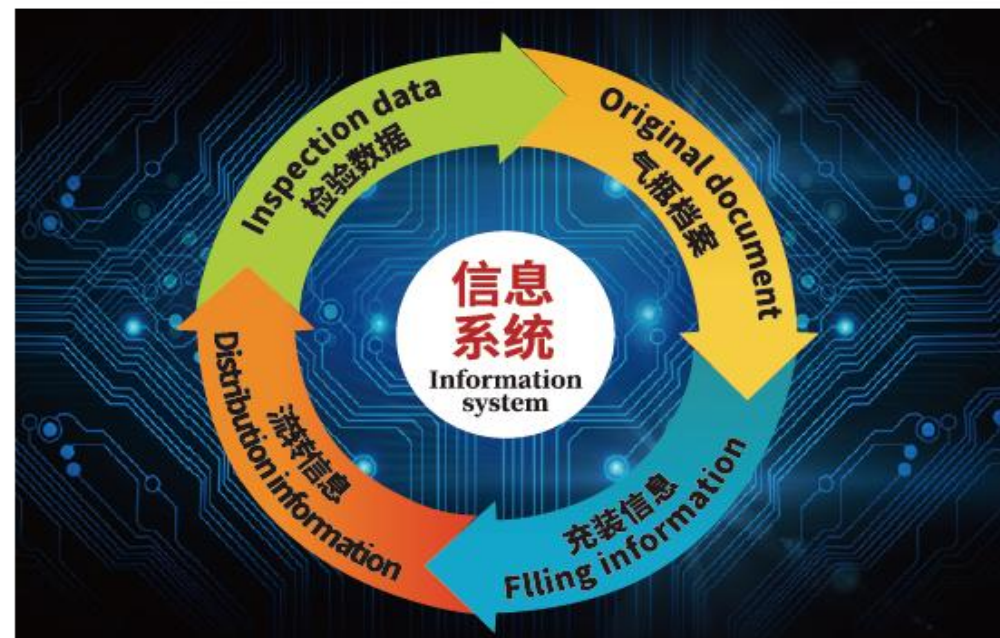 Inspection data
检验数据
Original document
气瓶档案
信息
系统
Information
system
充装信息
Flling information
流转信息
Distribution information